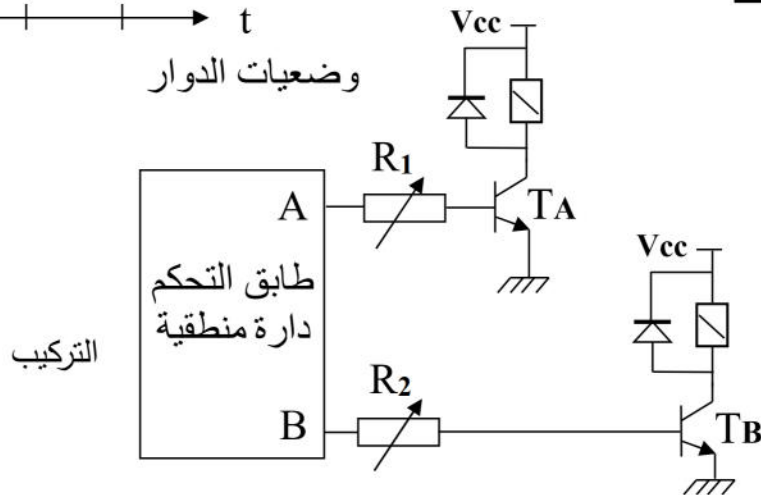 t
Vcc
وضعيات الدوار
R1
A
TA
طابق التحكم
دارة منطقية
Vcc
التركيب
R2
B
TB